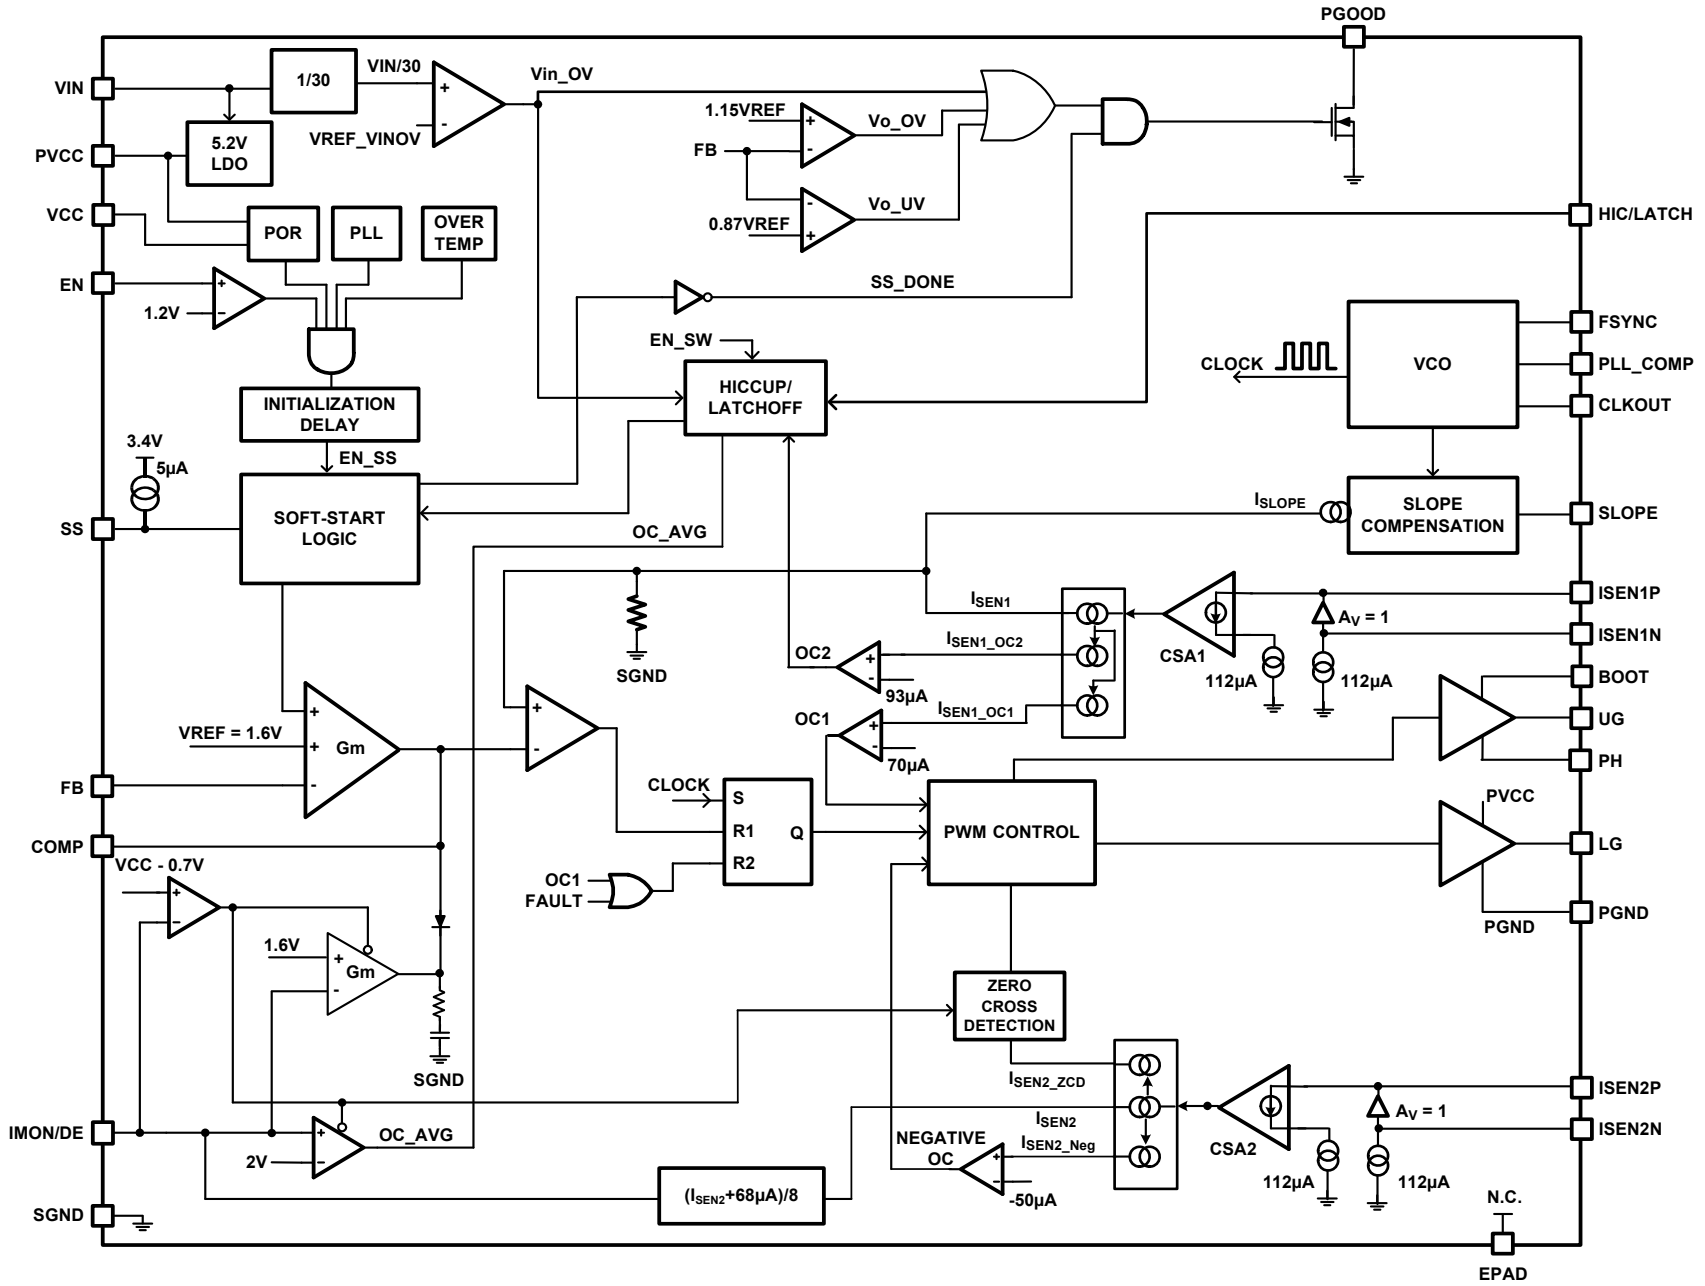 PGOOD
VIN
1/30
VIN/30
+
-
VREF_VINOV
Vin_OV
1.15VREF
+
-
Vo_OV
FB
-
+
Vo_UV
0.87VREF
PVCC
5.2V
LDO
VCC
POR
PLL
OVER
TEMP
HIC/LATCH
EN
+
-
1.2V
SS_DONE
EN_SW
HICCUP/
LATCHOFF
CLOCK
VCO
FSYNC
PLL_COMP
CLKOUT
INITIALIZATION
DELAY
EN_SS
3.4V
5µA
SS
SOFT-START
LOGIC
OC_AVG
ISLOPE
SLOPE
COMPENSATION
SLOPE
ISEN1
ISEN1_OC2
OC2
+
-
93µA
ISEN1_OC1
OC1
+
-
70µA
CSA1
112µA
112µA
AV = 1
ISEN1P
ISEN1N
BOOT
UG
PH
SGND
+
VREF = 1.6V
+
Gm
-
+
-
FB
CLOCK
S
R1
R2
Q
PWM CONTROL
PVCC
LG
COMP
VCC - 0.7V
+
-
OC1
FAULT
PGND
PGND
1.6V
+
Gm
-
SGND
ZERO
CROSS
DETECTION
ISEN2_ZCD
ISEN2
ISEN2_Neg
NEGATIVE
OC
+
-
-50µA
CSA2
112µA
112µA
AV = 1
ISEN2P
ISEN2N
IMON/DE
+
-
2V
OC_AVG
(ISEN2+68µA)/8
SGND
N.C.
EPAD